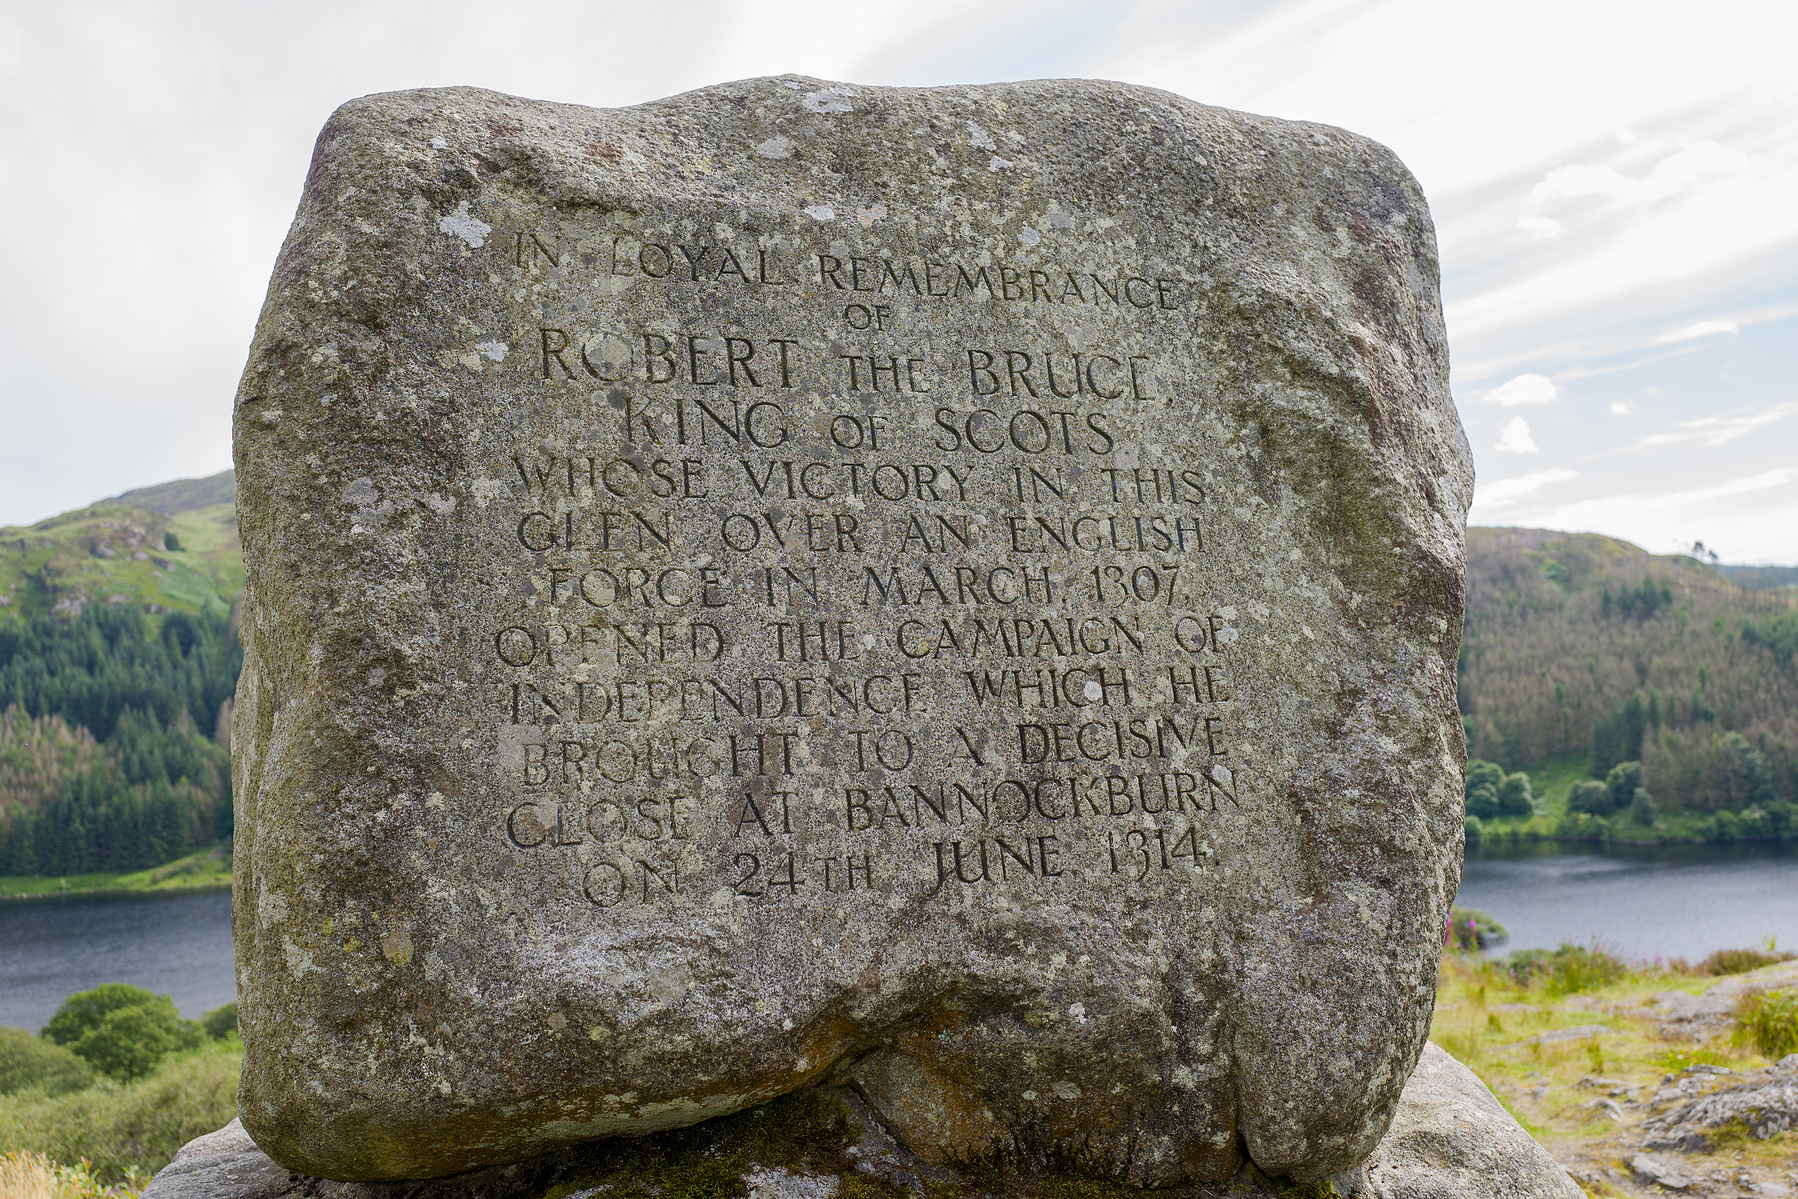 IN LOYAL REMEMBRANCE
OF
ROBERT THE BRUCE,
KING OF SCOTS
WHOSE VICTORY IN THIS
GLEN OVER AN ENGLISH
FORCE IN MARCH, 1307,
OPENED THE CAMPAIGN OF
INDEPENDENCE WHICH HE
BROUGHT TO A DECISIVE
CLOSE AT BANNOCKBURN
ON 24TH JUNE, 1314.